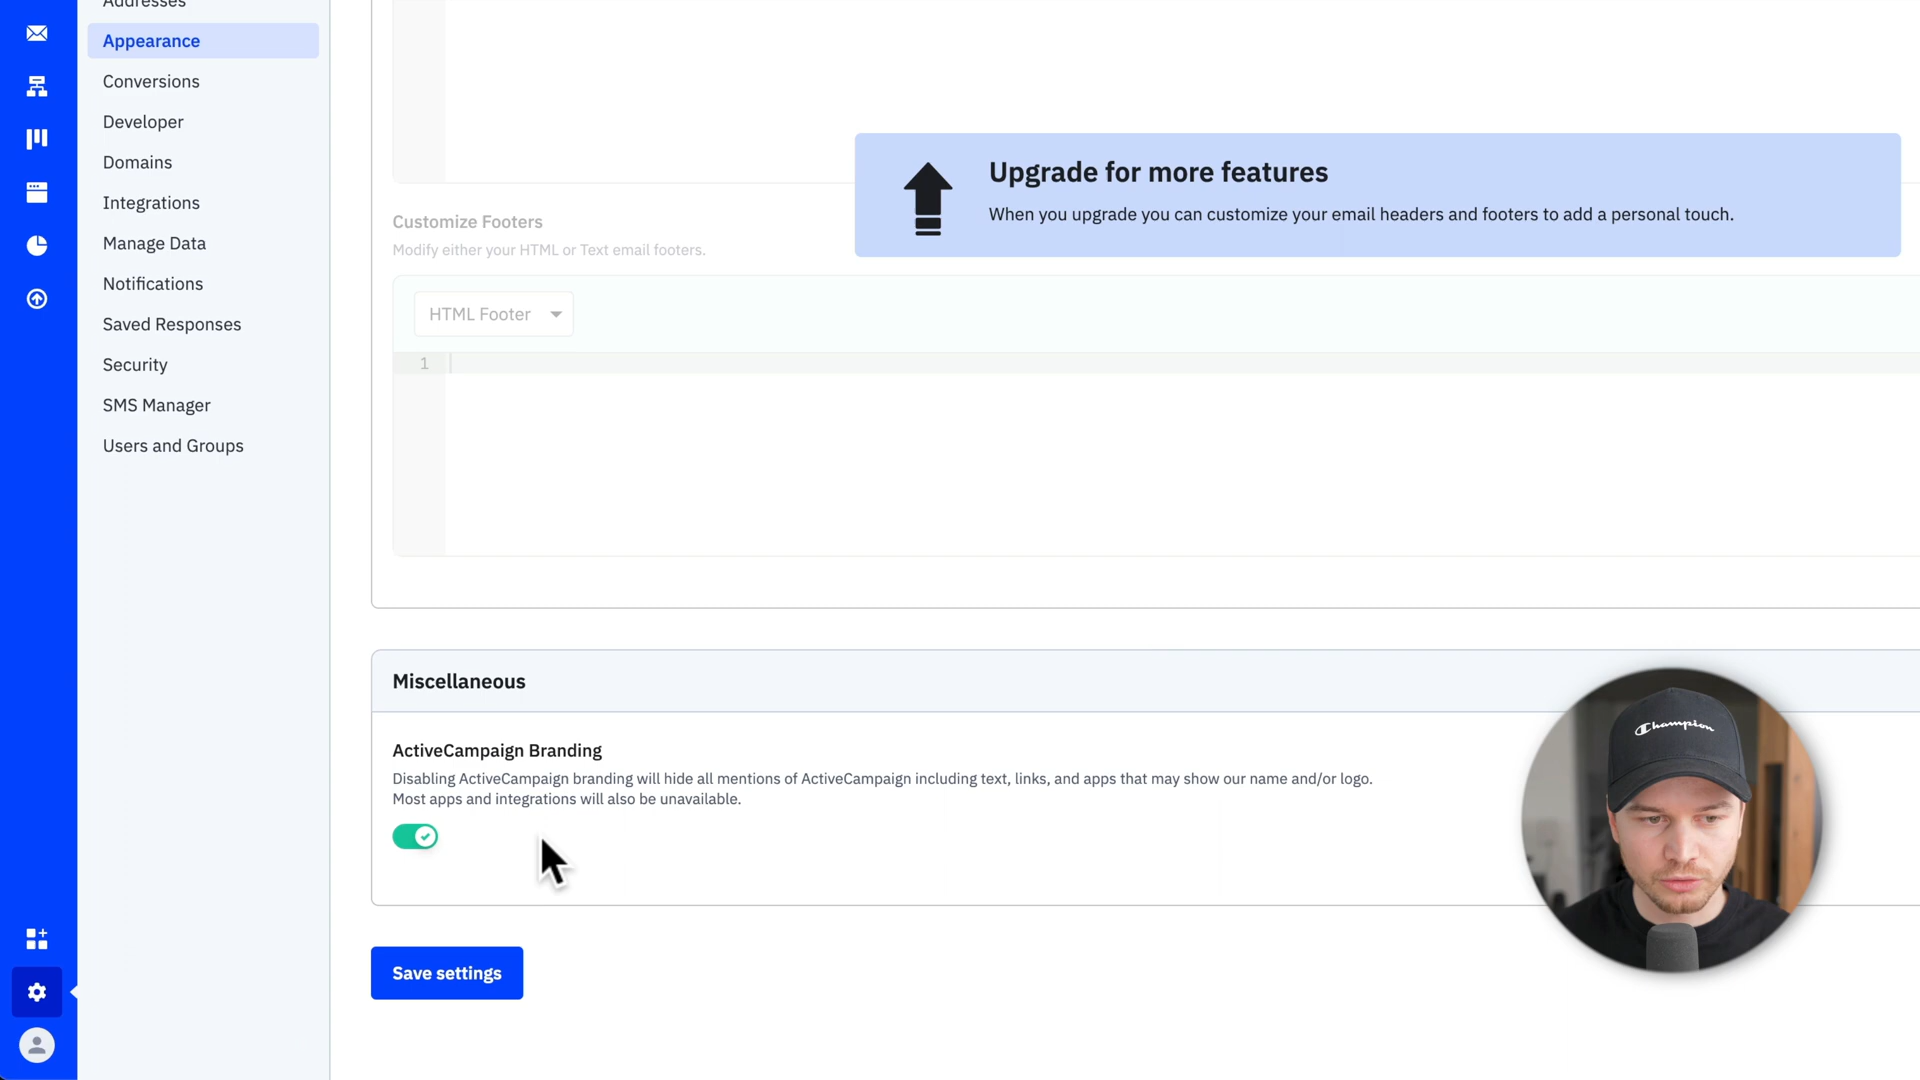 Addresses
Appearance
Conversions
Developer
Domains
Integrations
Manage Data
Notifications
Saved Responses
Security
SMS Manager
Users and Groups
Upgrade for more features
When you upgrade you can customize your email headers and footers to add a personal touch.
Customize Footers
Modify either your HTML or Text email footers.
HTML Footer
1
Miscellaneous
ActiveCampaign Branding
Disabling ActiveCampaign branding will hide all mentions of ActiveCampaign including text, links, and apps that may show our name and/or logo.
Most apps and integrations will also be unavailable.
Save settings
Champion